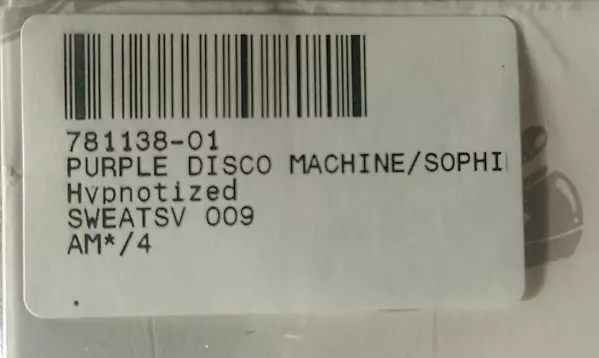 781138-01
PURPLE DISCO MACHINE/SOPHI
Hypnotized
SWEATSV 009
AM*/4